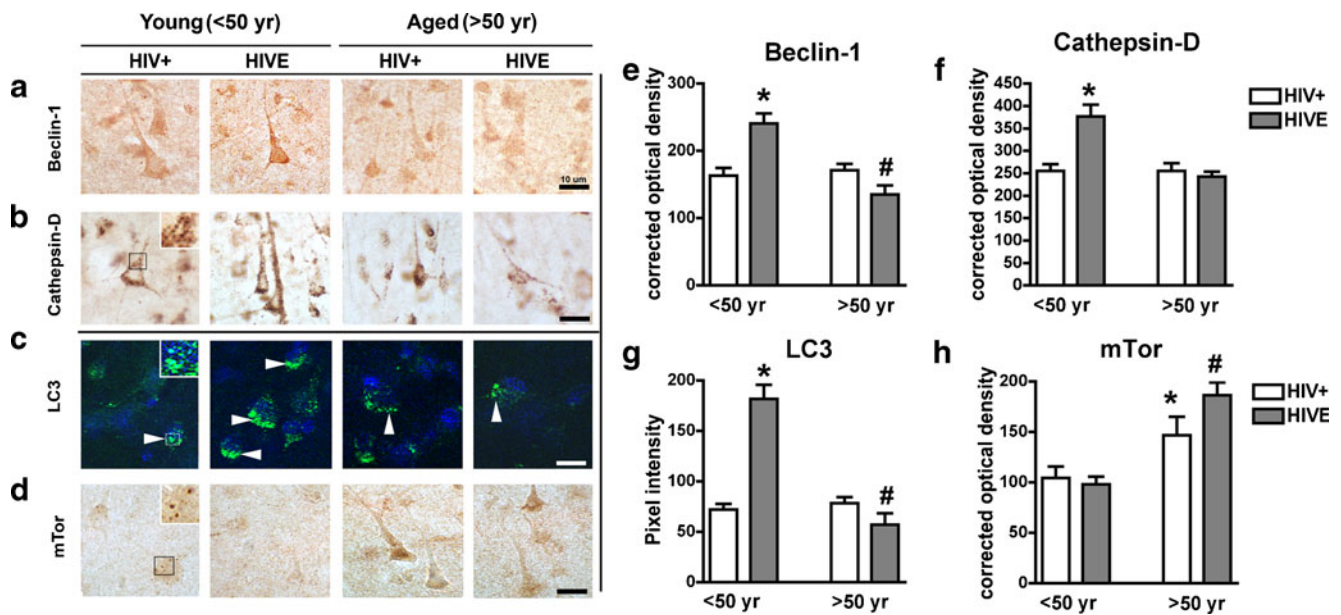 Young (<50 yr)
Aged (>50 yr)
HIV+
HIVE
HIV+
HIVE
a
Beclin-1
10 um
b
Cathepsin-D
c
LC3
d
mTor
e
Beclin-1
corrected optical density
300
200
100
0
*
#
<50 yr
>50 yr
f
Cathepsin-D
corrected optical density
450
400
350
300
250
200
150
100
50
0
*
<50 yr
>50 yr
HIV+
HIVE
g
LC3
Pixel intensity
200
150
100
50
0
*
#
<50 yr
>50 yr
h
mTor
corrected optical density
200
150
100
50
0
*
#
<50 yr
>50 yr
HIV+
HIVE